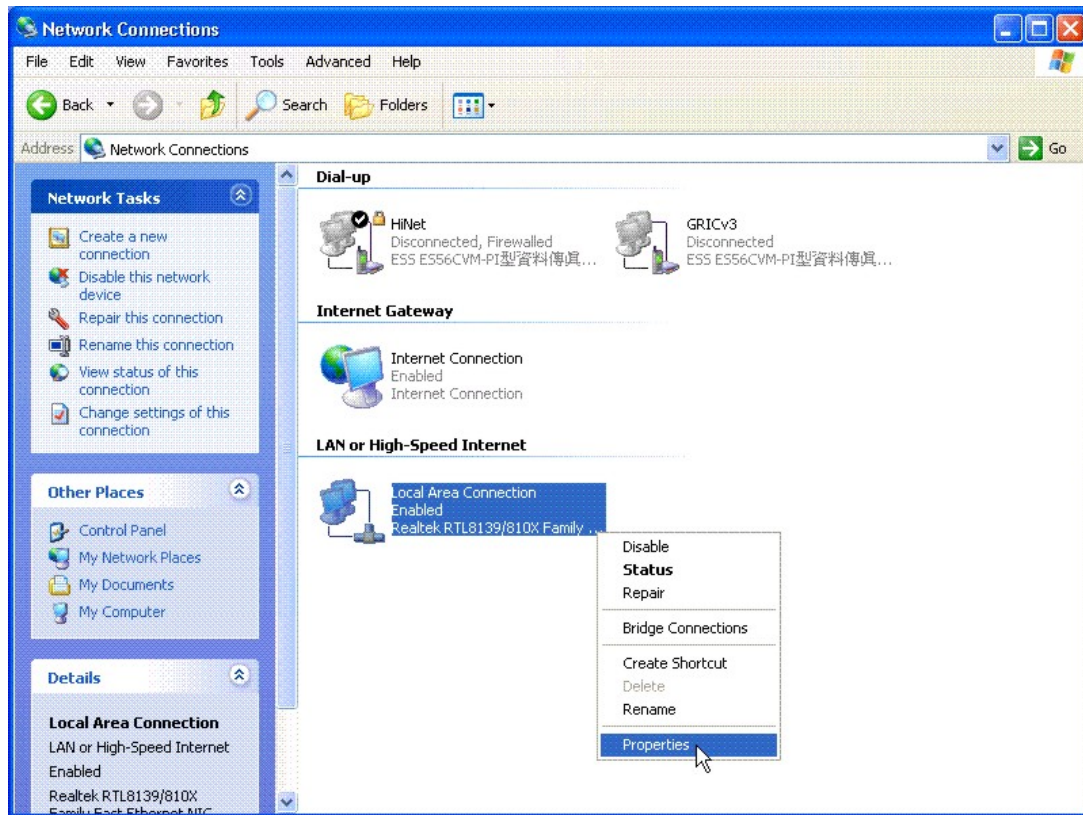 Network Connections
File Edit View Favorites Tools Advanced Help
Back Search Folders
Address Network Connections Go
Network Tasks
Create a new
connection
Disable this network
device
Repair this connection
Rename this connection
View status of this
connection
Change settings of this
connection
Other Places
Control Panel
My Network Places
My Documents
My Computer
Details
Local Area Connection
LAN or High-Speed Internet
Enabled
Realtek RTL8139/810X
Family Fast Ethernet NIC
Dial-up
HiNet
Disconnected, Firewalled
ESS ES56CVM-PI型資料傳真...
GRICv3
Disconnected
ESS ES56CVM-PI型資料傳真...
Internet Gateway
Internet Connection
Enabled
Internet Connection
LAN or High-Speed Internet
Local Area Connection
Enabled
Realtek RTL8139/810X Family ...
Disable
Status
Repair
Bridge Connections
Create Shortcut
Delete
Rename
Properties